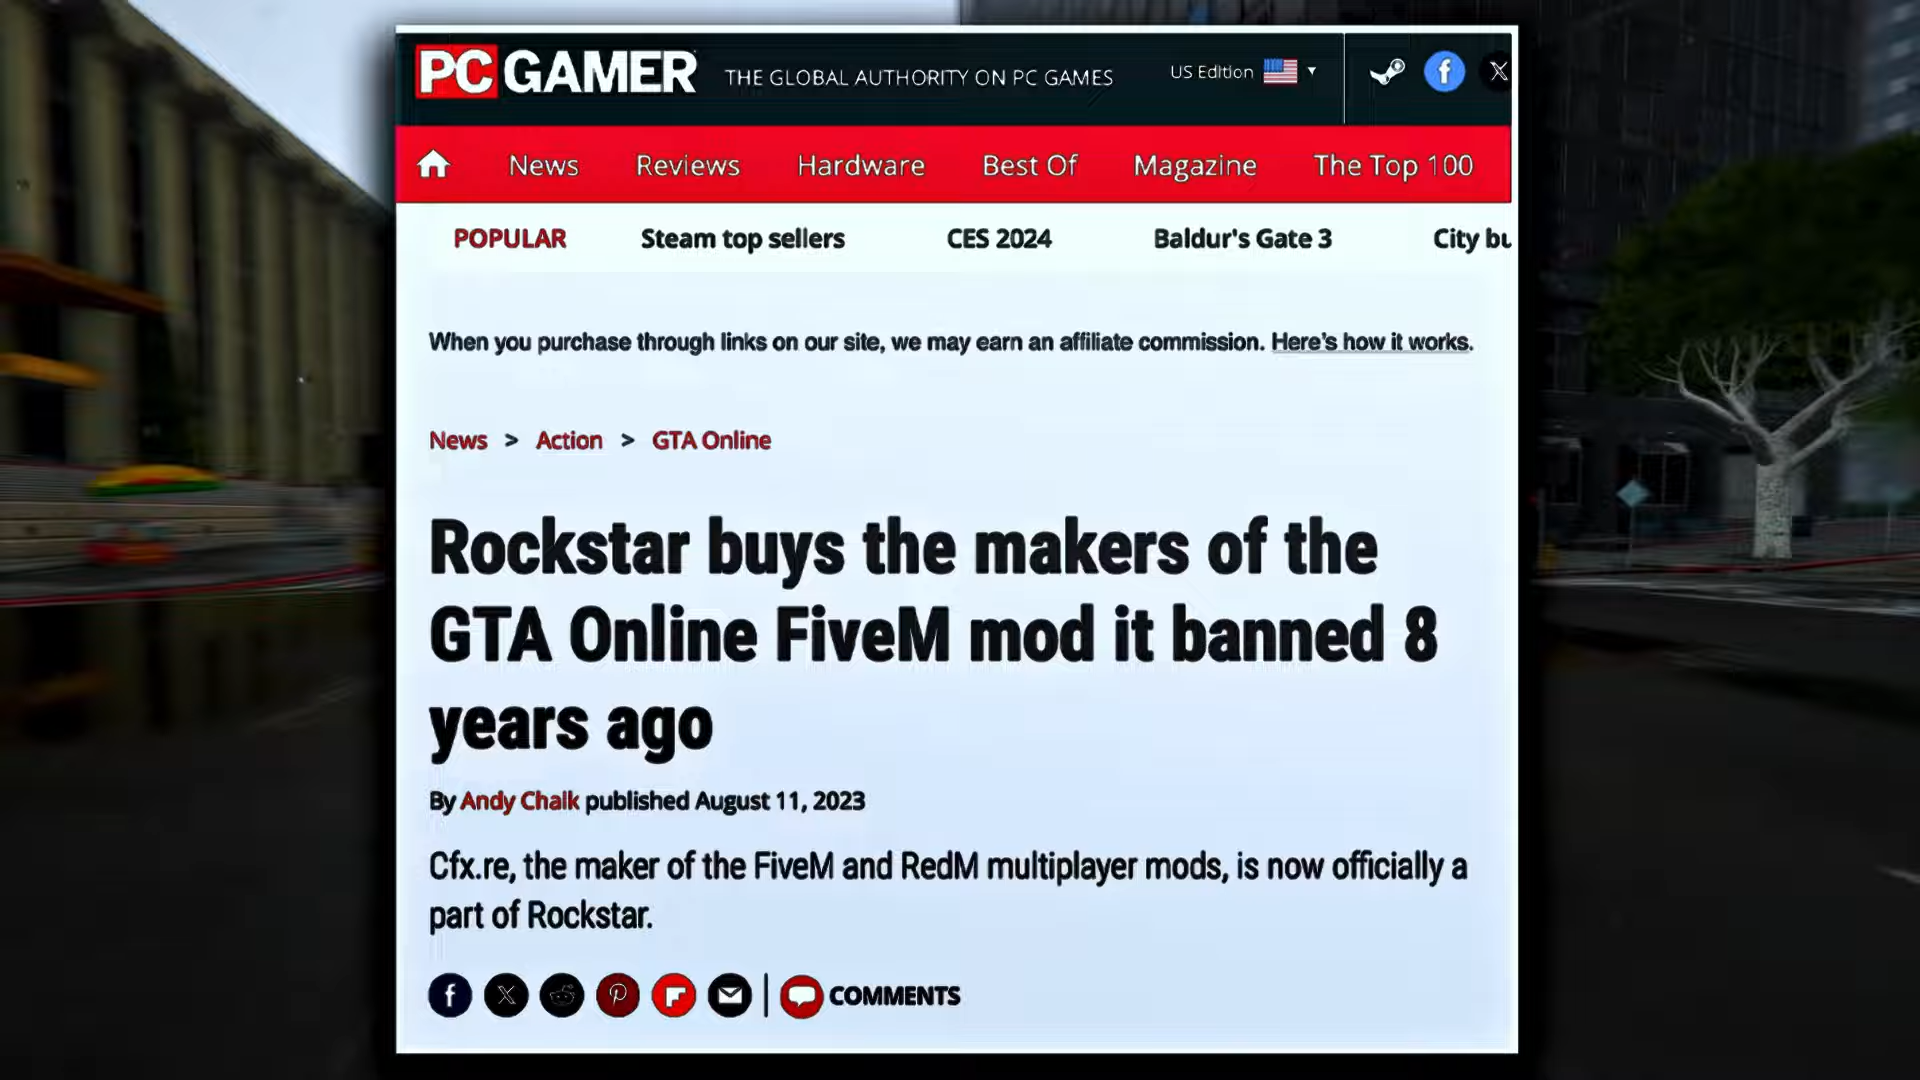 PC GAMER THE GLOBAL AUTHORITY ON PC GAMES US Edition
News Reviews Hardware Best Of Magazine The Top 100
POPULAR Steam top sellers CES 2024 Baldur's Gate 3 City bu
When you purchase through links on our site, we may earn an affiliate commission. Here's how it works.
News > Action > GTA Online
Rockstar buys the makers of the
GTA Online FiveM mod it banned 8
years ago
By Andy Chalk published August 11, 2023
Cfx.re, the maker of the FiveM and RedM multiplayer mods, is now officially a
part of Rockstar.
COMMENTS